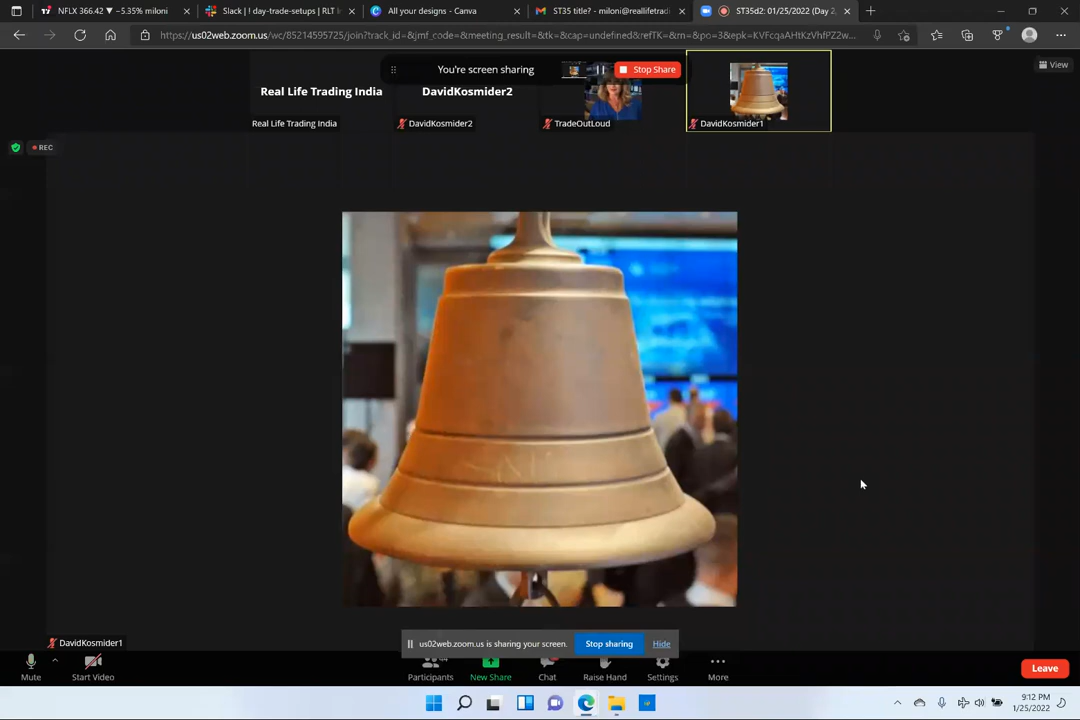 NFLX 366.42 ▼ −5.35% miloni
Slack | ! day-trade-setups | RLT I
All your designs - Canva
ST35 title? - miloni@reallifetradi
ST35d2: 01/25/2022 (Day 2,
https://us02web.zoom.us/wc/85214595725/join?track_id=&jmf_code=&meeting_result=&tk=&cap=undefined&refTK=&rn=&po=3&epk=KVFcqAAHtKzVhfPZ2w...
You're screen sharing
Stop Share
View
Real Life Trading India
DavidKosmider2
Real Life Trading India
DavidKosmider2
TradeOutLoud
DavidKosmider1
REC
DavidKosmider1
us02web.zoom.us is sharing your screen.
Stop sharing
Hide
Mute
Start Video
Participants
New Share
Chat
Raise Hand
Settings
More
Leave
9:12 PM
1/25/2022